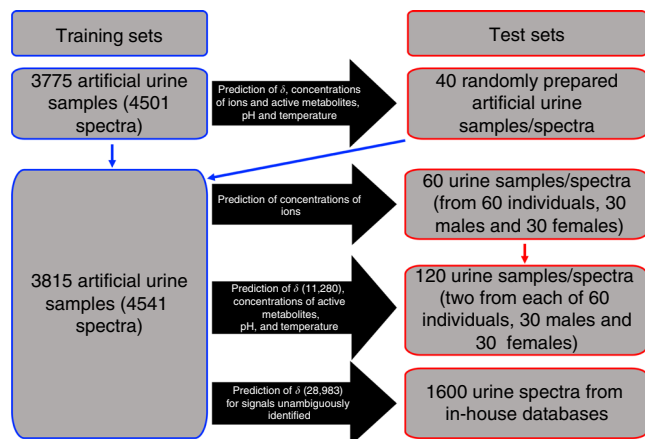 Training sets
Test sets
3775 artificial urine
samples (4501
spectra)
Prediction of δ, concentrations
of ions and active metabolites,
pH and temperature
40 randomly prepared
artificial urine
samples/spectra
3815 artificial urine
samples (4541
spectra)
Prediction of concentrations of
ions
60 urine samples/spectra
(from 60 individuals, 30
males and 30 females)
Prediction of δ (11,280),
concentrations of active
metabolites,
pH, and temperature
120 urine samples/spectra
(two from each of 60
individuals, 30 males and
30 females)
Prediction of δ (28,983)
for signals unambiguously
identified
1600 urine spectra from
in-house databases